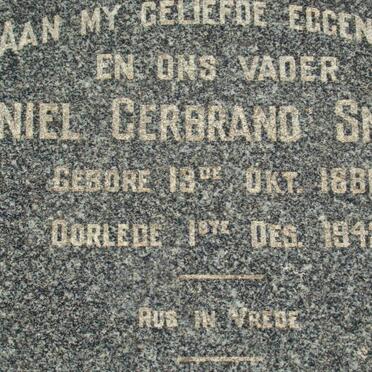 AAN MY GELIEFDE EGGEN
EN ONS VADER
NIEL GERBRAND
GEBORE 13DE OKT. 188
OORLEDE 1STE DES. 194
RUS IN VREDE